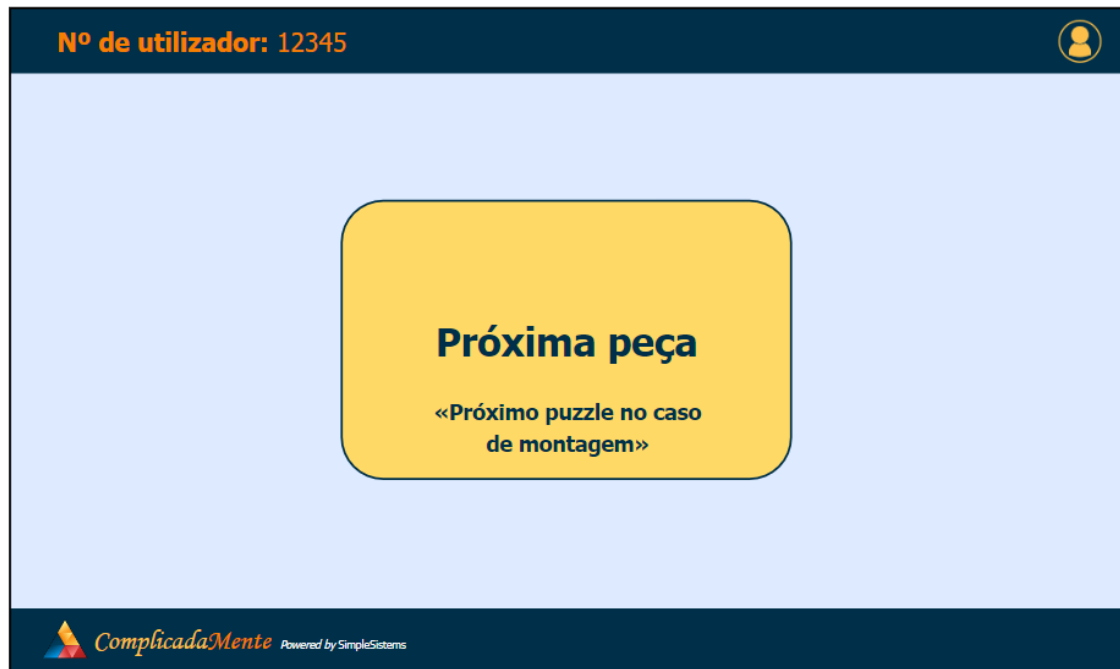 Nº de utilizador: 12345
Próxima peça
«Próximo puzzle no caso
de montagem»
ComplicadaMente Powered by SimpleSistems